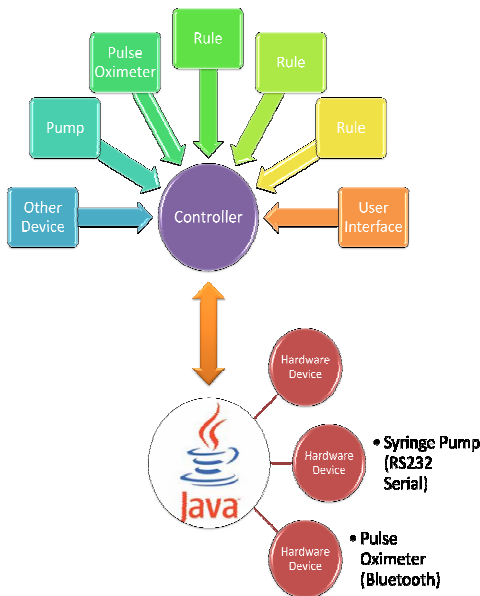 Rule
Pulse
Oximeter
Rule
Pump
Rule
Other
Device
Controller
User
Interface
Hardware
Device
Java™
Hardware
Device
• Syringe Pump
(RS232
Serial)
Hardware
Device
• Pulse
Oximeter
(Bluetooth)